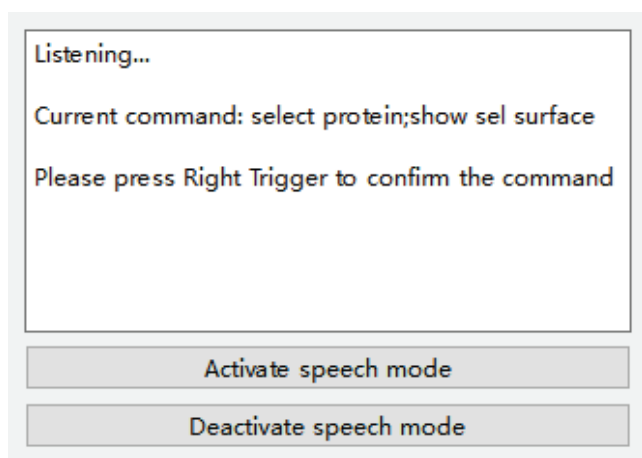 Listening...
Current command: select protein;show sel surface
Please press Right Trigger to confirm the command
Activate speech mode
Deactivate speech mode